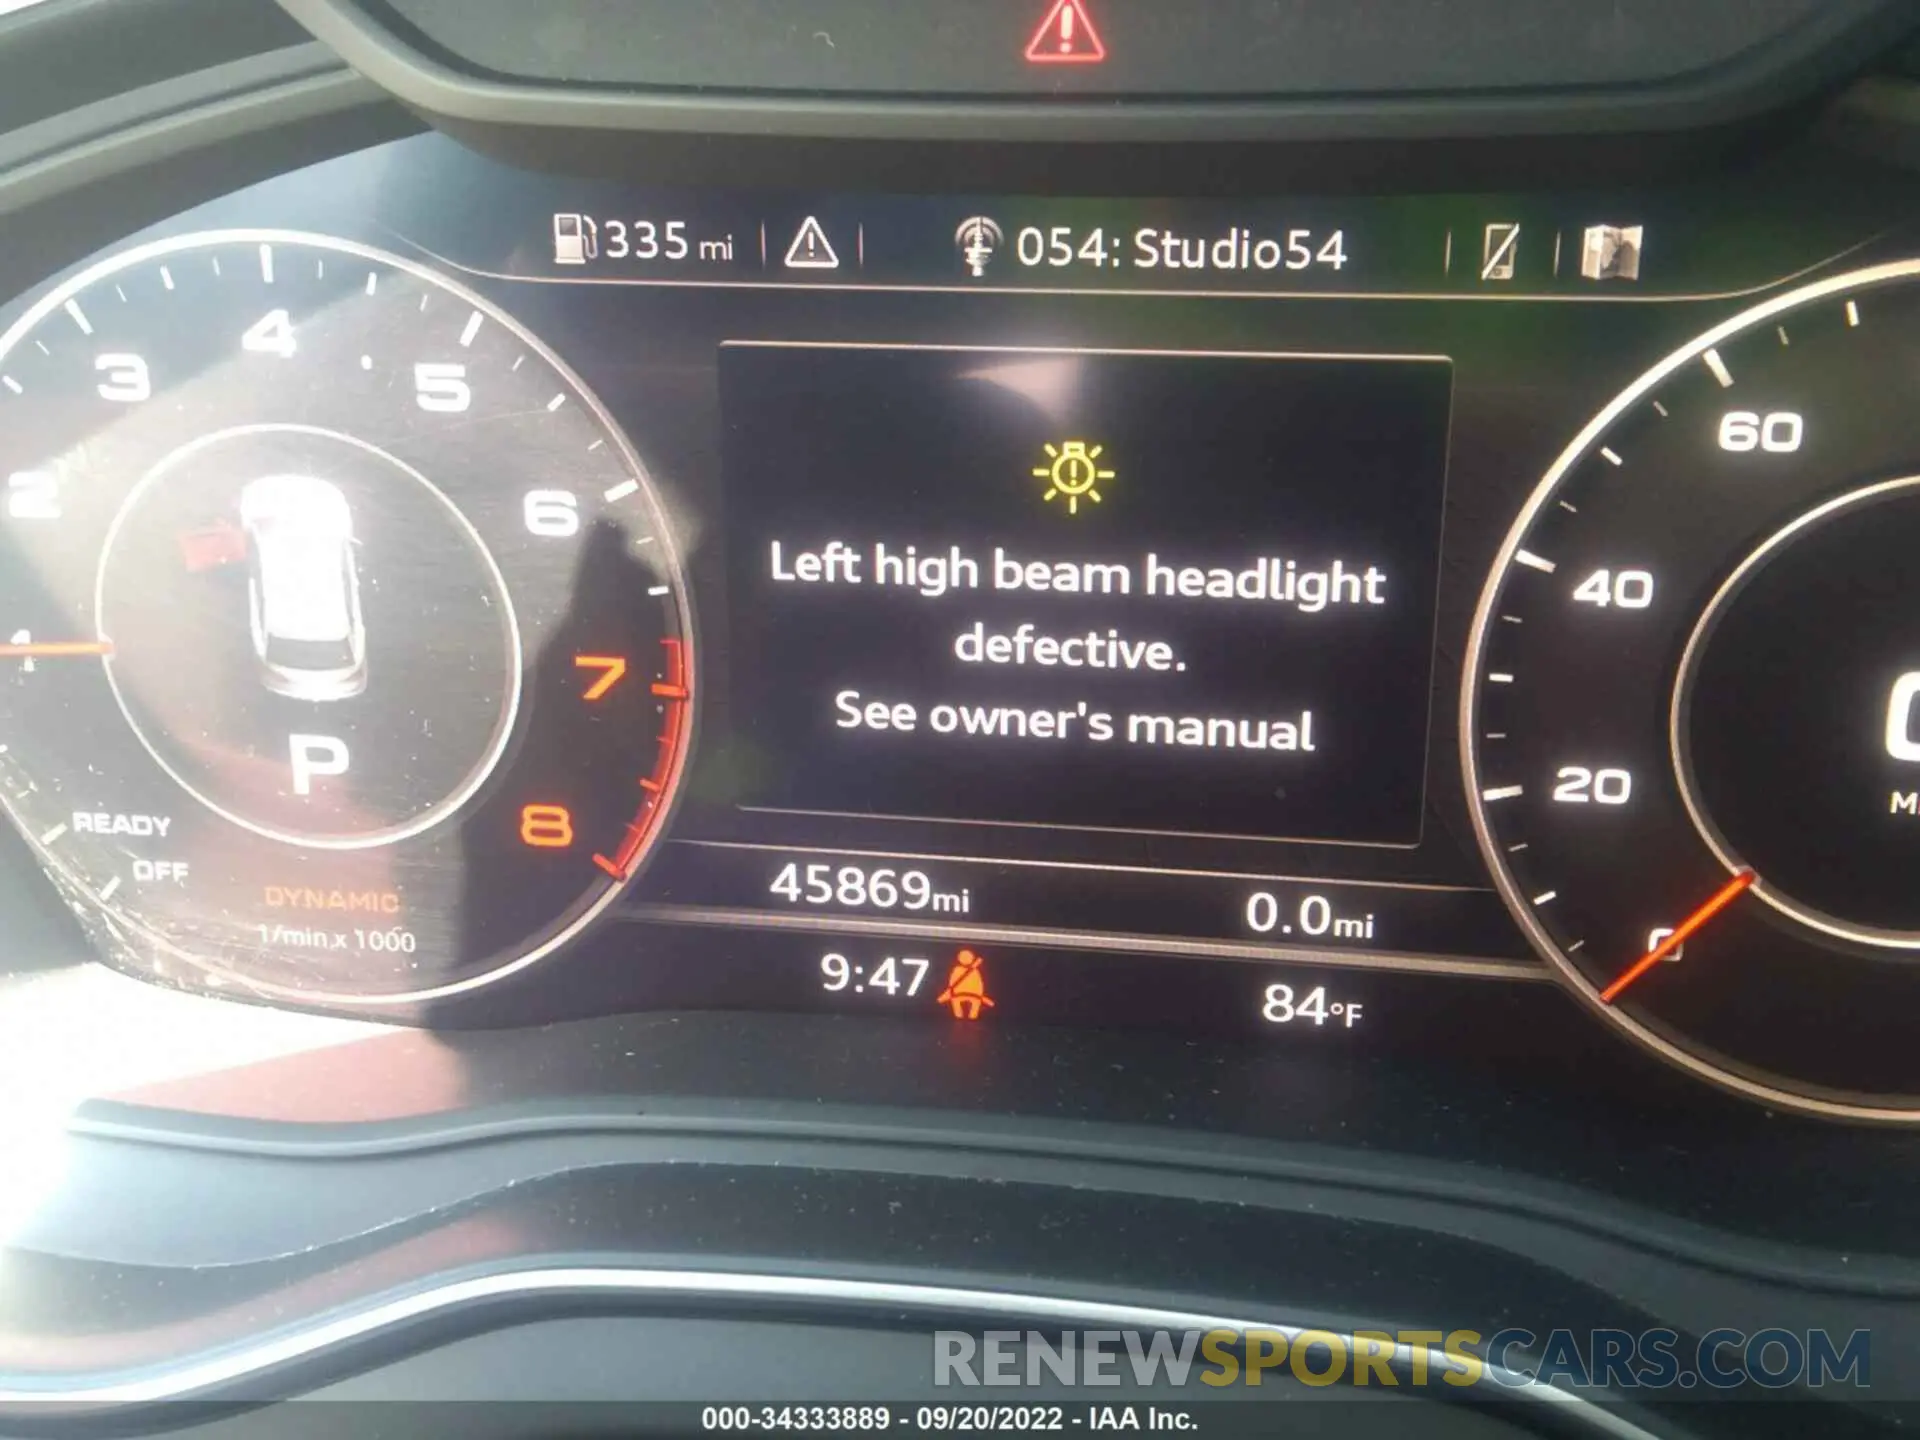 335 mi
054: Studio54
2
3
4
5
6
7
8
1
P
READY
OFF
DYNAMIC
1/min x 1000
Left high beam headlight
defective.
See owner's manual
45869mi
0.0mi
9:47
84°F
60
40
20
0
RENEWSPORTSCARS.COM
000-34333889 - 09/20/2022 - IAA Inc.